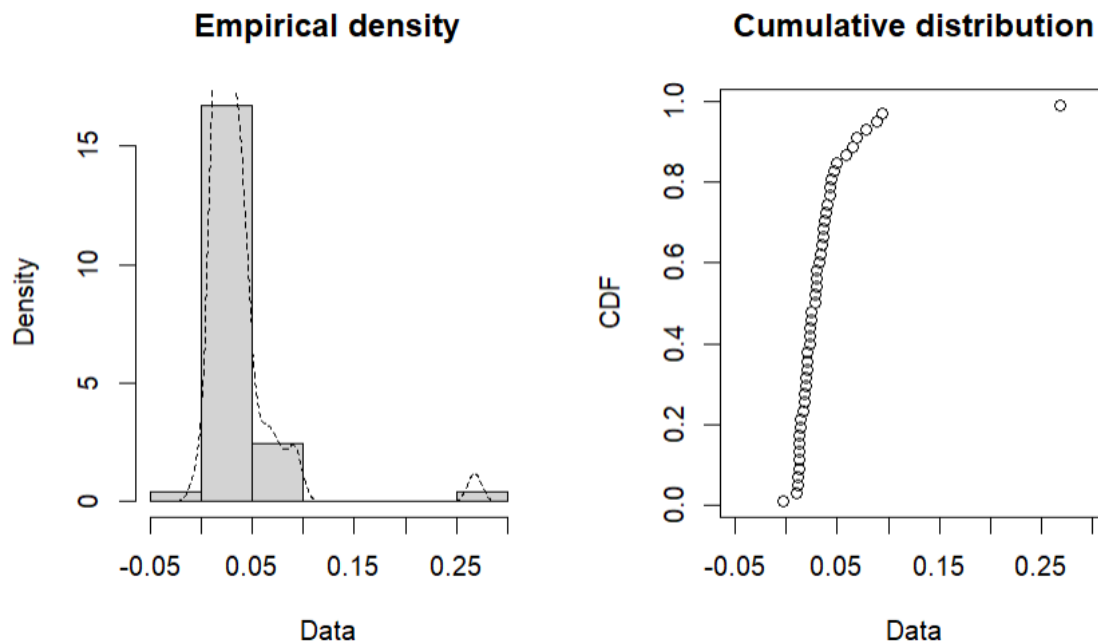 Empirical density
15
10
5
0
Density
-0.05 0.05 0.15 0.25
Data
Cumulative distribution
1.0
0.8
0.6
0.4
0.2
0.0
CDF
-0.05 0.05 0.15 0.25
Data